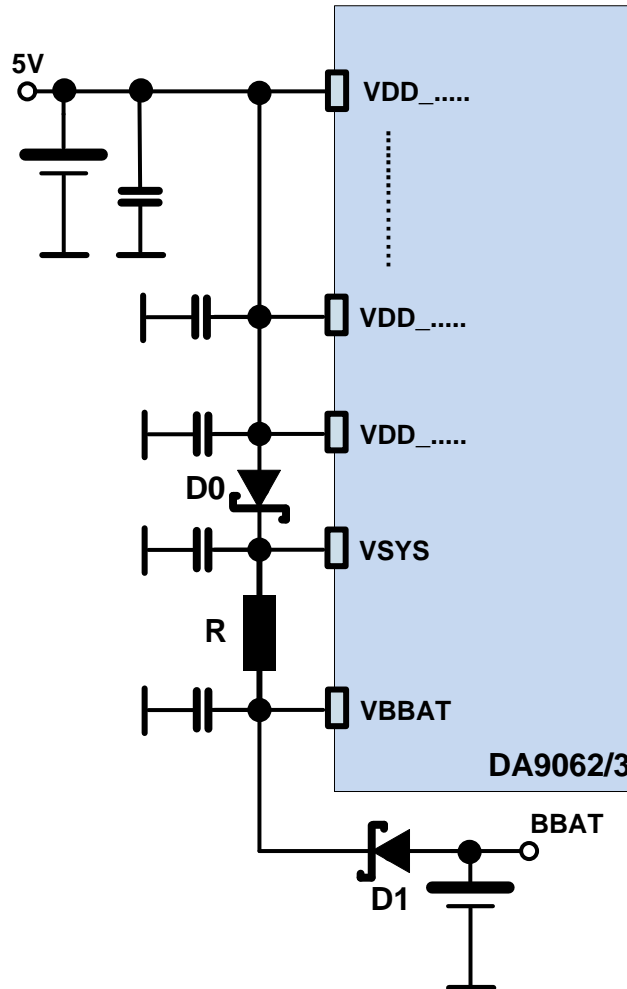 5V
VDD_.....
VDD_.....
VDD_.....
D0
VSYS
R
VBBAT
DA9062/3
BBAT
D1